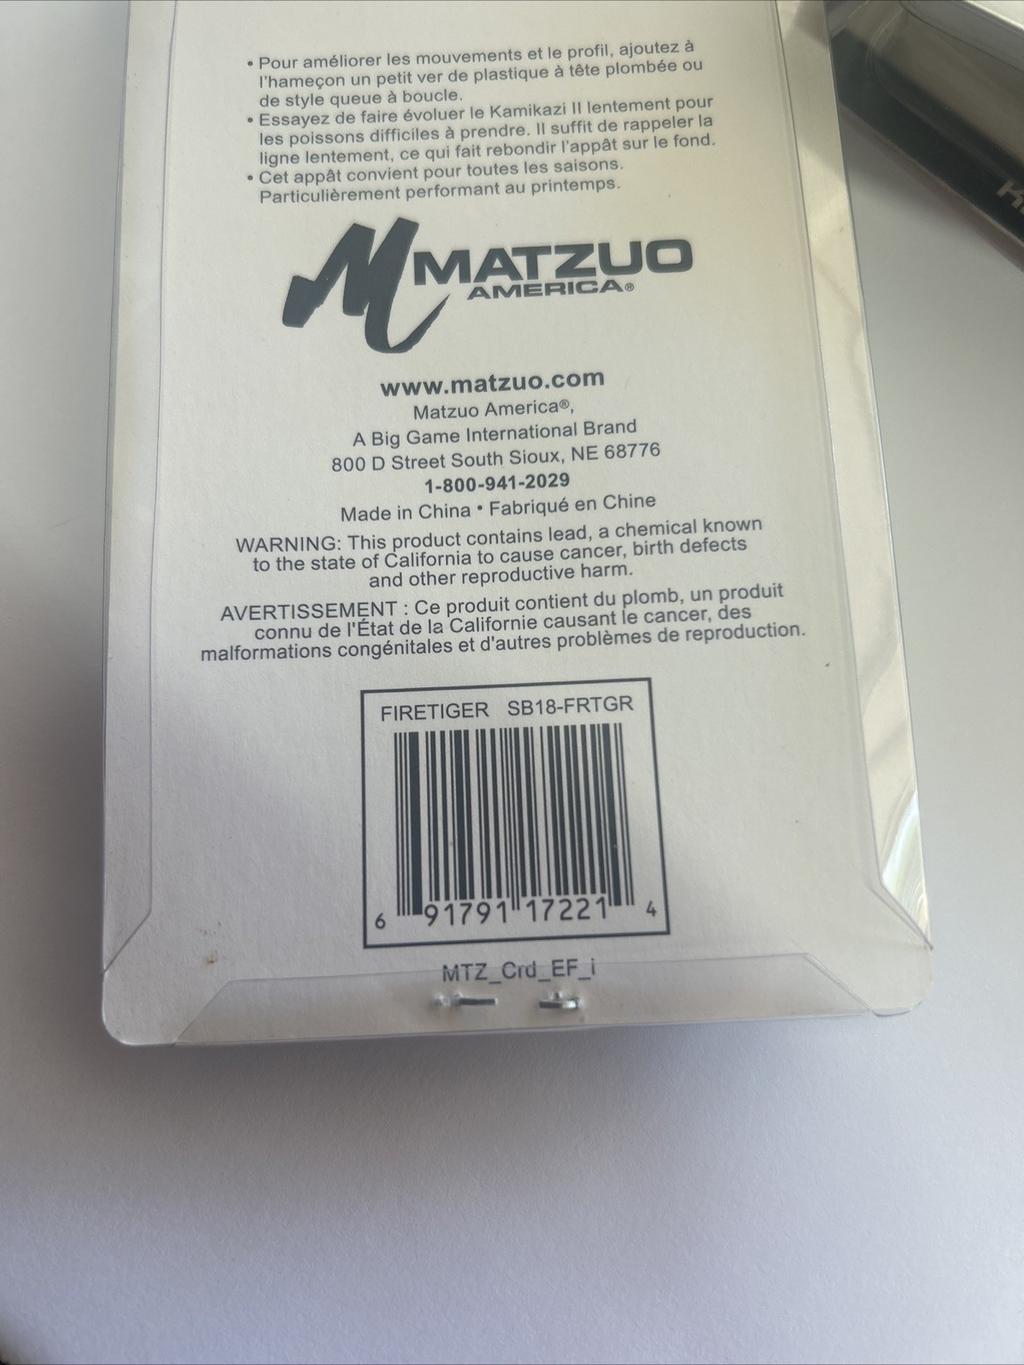 • Pour améliorer les mouvements et le profil, ajoutez à
l'hameçon un petit ver de plastique à tête plombée ou
de style queue à boucle.
• Essayez de faire évoluer le Kamikazi II lentement pour
les poissons difficiles à prendre. Il suffit de rappeler la
ligne lentement, ce qui fait rebondir l'appât sur le fond.
• Cet appât convient pour toutes les saisons.
Particulièrement performant au printemps.
MATZUO
AMERICA®
www.matzuo.com
Matzuo America®,
A Big Game International Brand
800 D Street South Sioux, NE 68776
1-800-941-2029
Made in China • Fabriqué en Chine
WARNING: This product contains lead, a chemical known
to the state of California to cause cancer, birth defects
and other reproductive harm.
AVERTISSEMENT : Ce produit contient du plomb, un produit
connu de l'État de la Californie causant le cancer, des
malformations congénitales et d'autres problèmes de reproduction.
FIRETIGER SB18-FRTGR
6 91791 17221 4
MTZ_Crd_EF_i